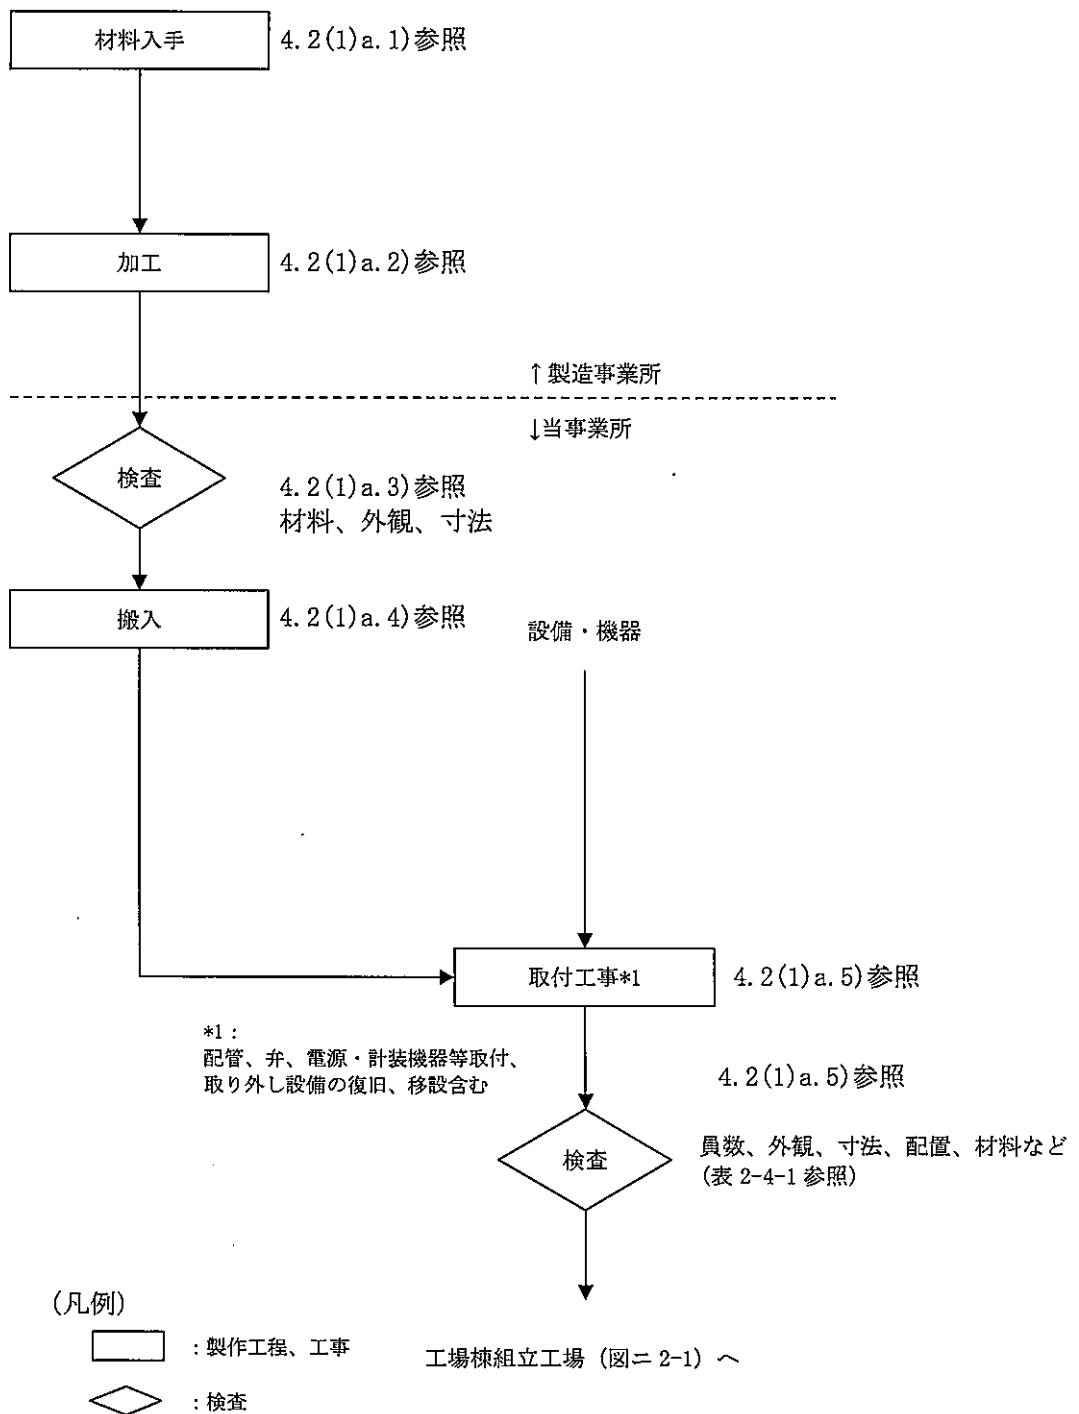 材料入手
4.2(1)a.1)参照
加工
4.2(1)a.2)参照
↑製造事業所
↓当事業所
検査
4.2(1)a.3)参照
材料、外観、寸法
搬入
4.2(1)a.4)参照
設備・機器
取付工事*1
4.2(1)a.5)参照
*1:
配管、弁、電源・計装機器等取付、
取り外し設備の復旧、移設含む
4.2(1)a.5)参照
検査
員数、外観、寸法、配置、材料など
(表 2-4-1 参照)
(凡例)
:製作工程、工事
:検査
工場棟組立工場 (図ニ 2-1) へ